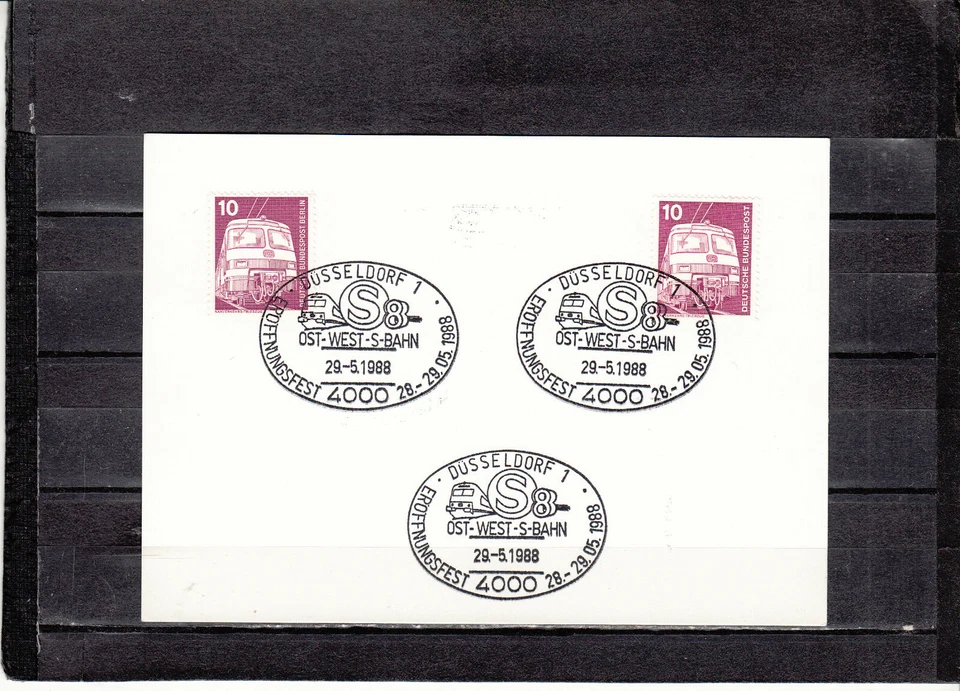 10
DEUTSCHE BUNDESPOST BERLIN
10
DEUTSCHE BUNDESPOST
DÜSSELDORF 1
S8
OST-WEST-S-BAHN
29.-5.1988
4000
ERÖFFNUNGSFEST 28.-29.05.1988
DÜSSELDORF 1
S8
OST-WEST-S-BAHN
29.-5.1988
4000
ERÖFFNUNGSFEST 28.-29.05.1988
DÜSSELDORF 1
S8
OST-WEST-S-BAHN
29.-5.1988
4000
ERÖFFNUNGSFEST 28.-29.05.1988